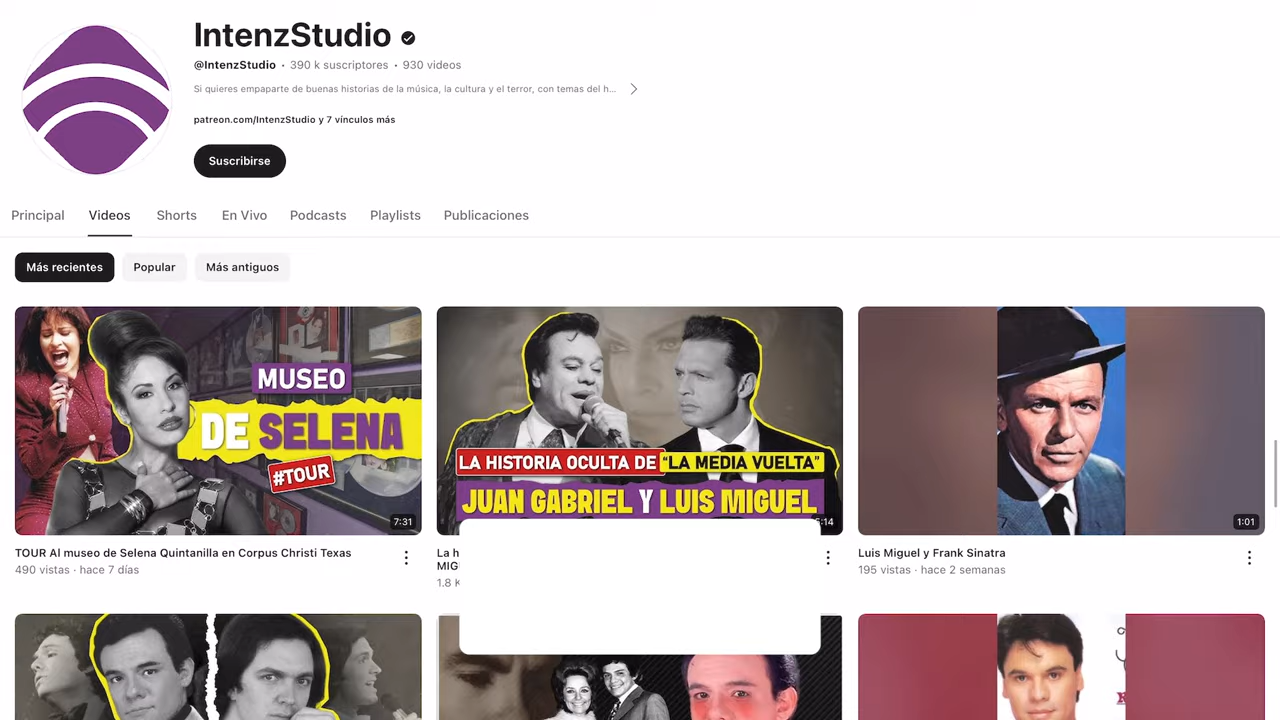 IntenzStudio
@IntenzStudio • 390 k suscriptores • 930 videos
Si quieres empaparte de buenas historias de la música, la cultura y el terror, con temas del h...
patreon.com/IntenzStudio y 7 vínculos más
Suscribirse
Principal Videos Shorts En Vivo Podcasts Playlists Publicaciones
Más recientes Popular Más antiguos
MUSEO
DE SELENA
#TOUR
7:31
LA HISTORIA OCULTA DE "LA MEDIA VUELTA"
JUAN GABRIEL Y LUIS MIGUEL
:14
1:01
TOUR Al museo de Selena Quintanilla en Corpus Christi Texas
490 vistas · hace 7 días
La h
MIG
1.8 K
Luis Miguel y Frank Sinatra
195 vistas · hace 2 semanas